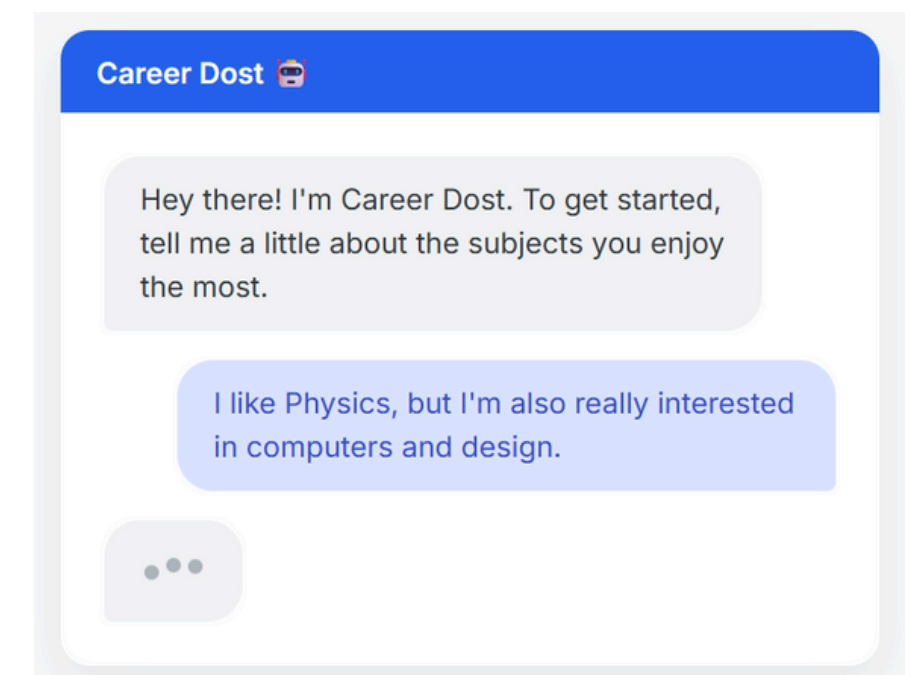 Career Dost 🤖
Hey there! I'm Career Dost. To get started,
tell me a little about the subjects you enjoy
the most.
I like Physics, but I'm also really interested
in computers and design.